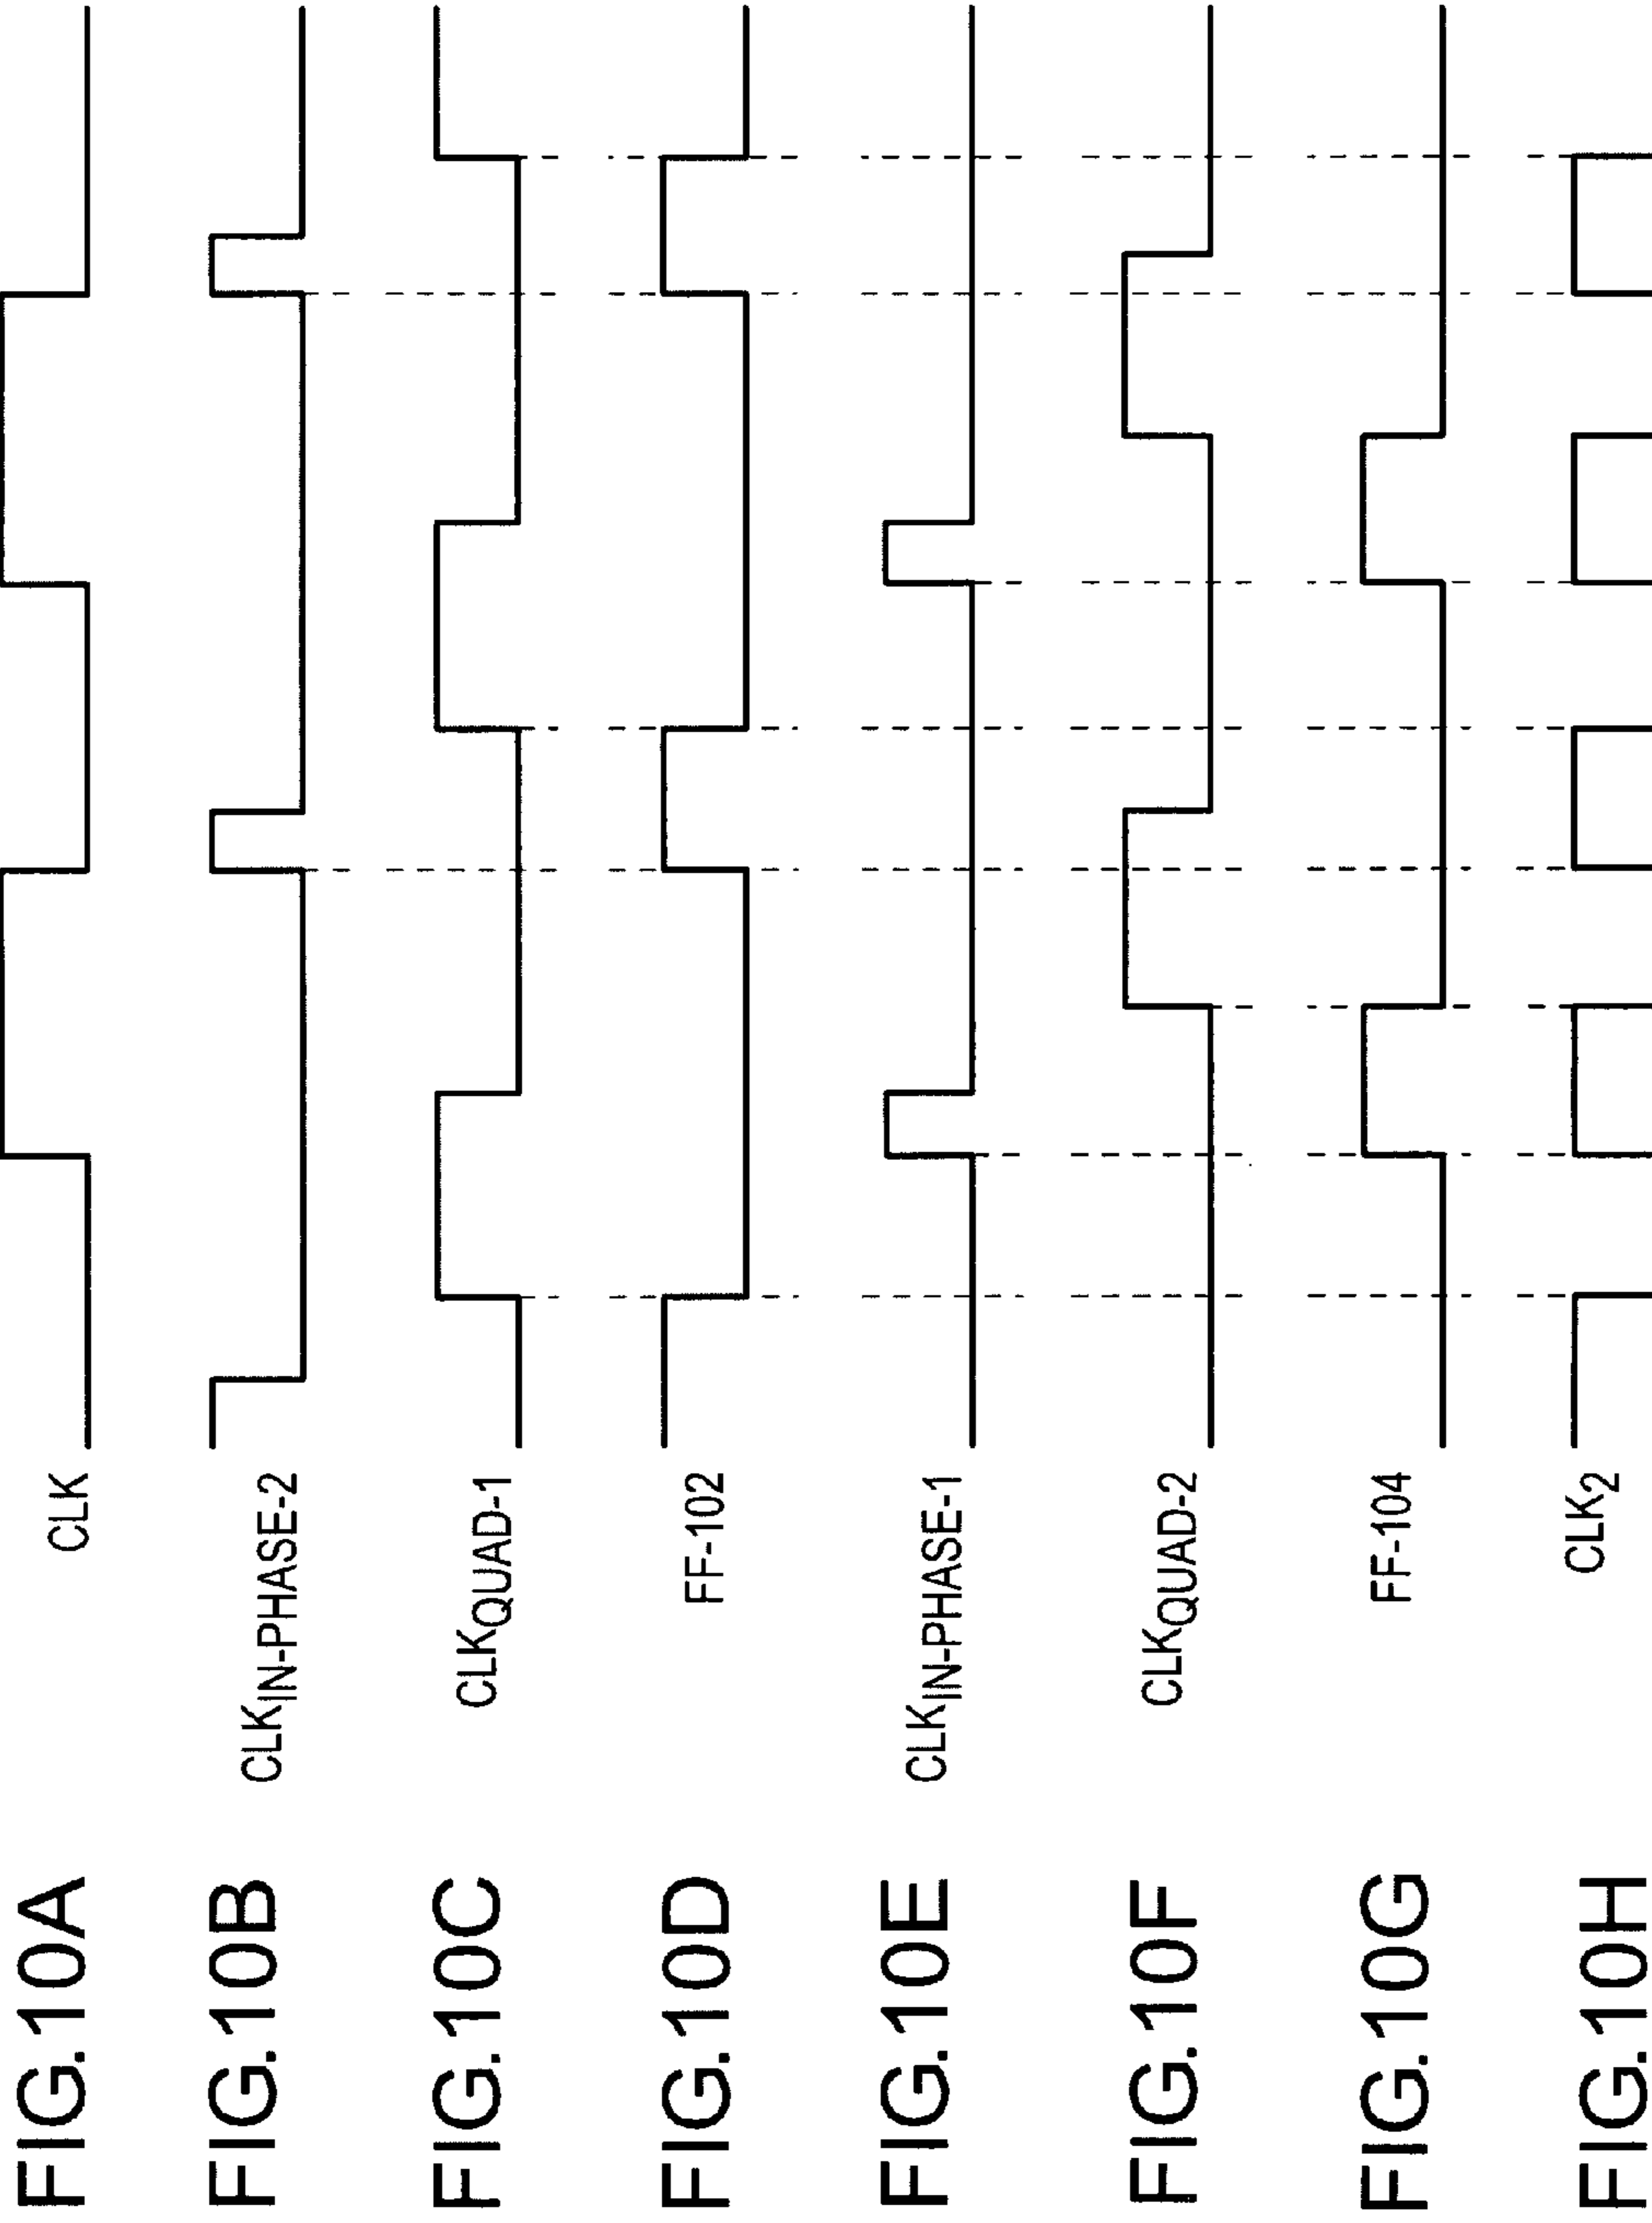 FIG.10A CLK
FIG.10B CLKIN-PHASE-2
FIG.10C CLKQUAD-1
FIG.10D FF-102
FIG.10E CLKIN-PHASE-1
FIG.10F CLKQUAD-2
FIG.10G FF-104
FIG.10H CLK2